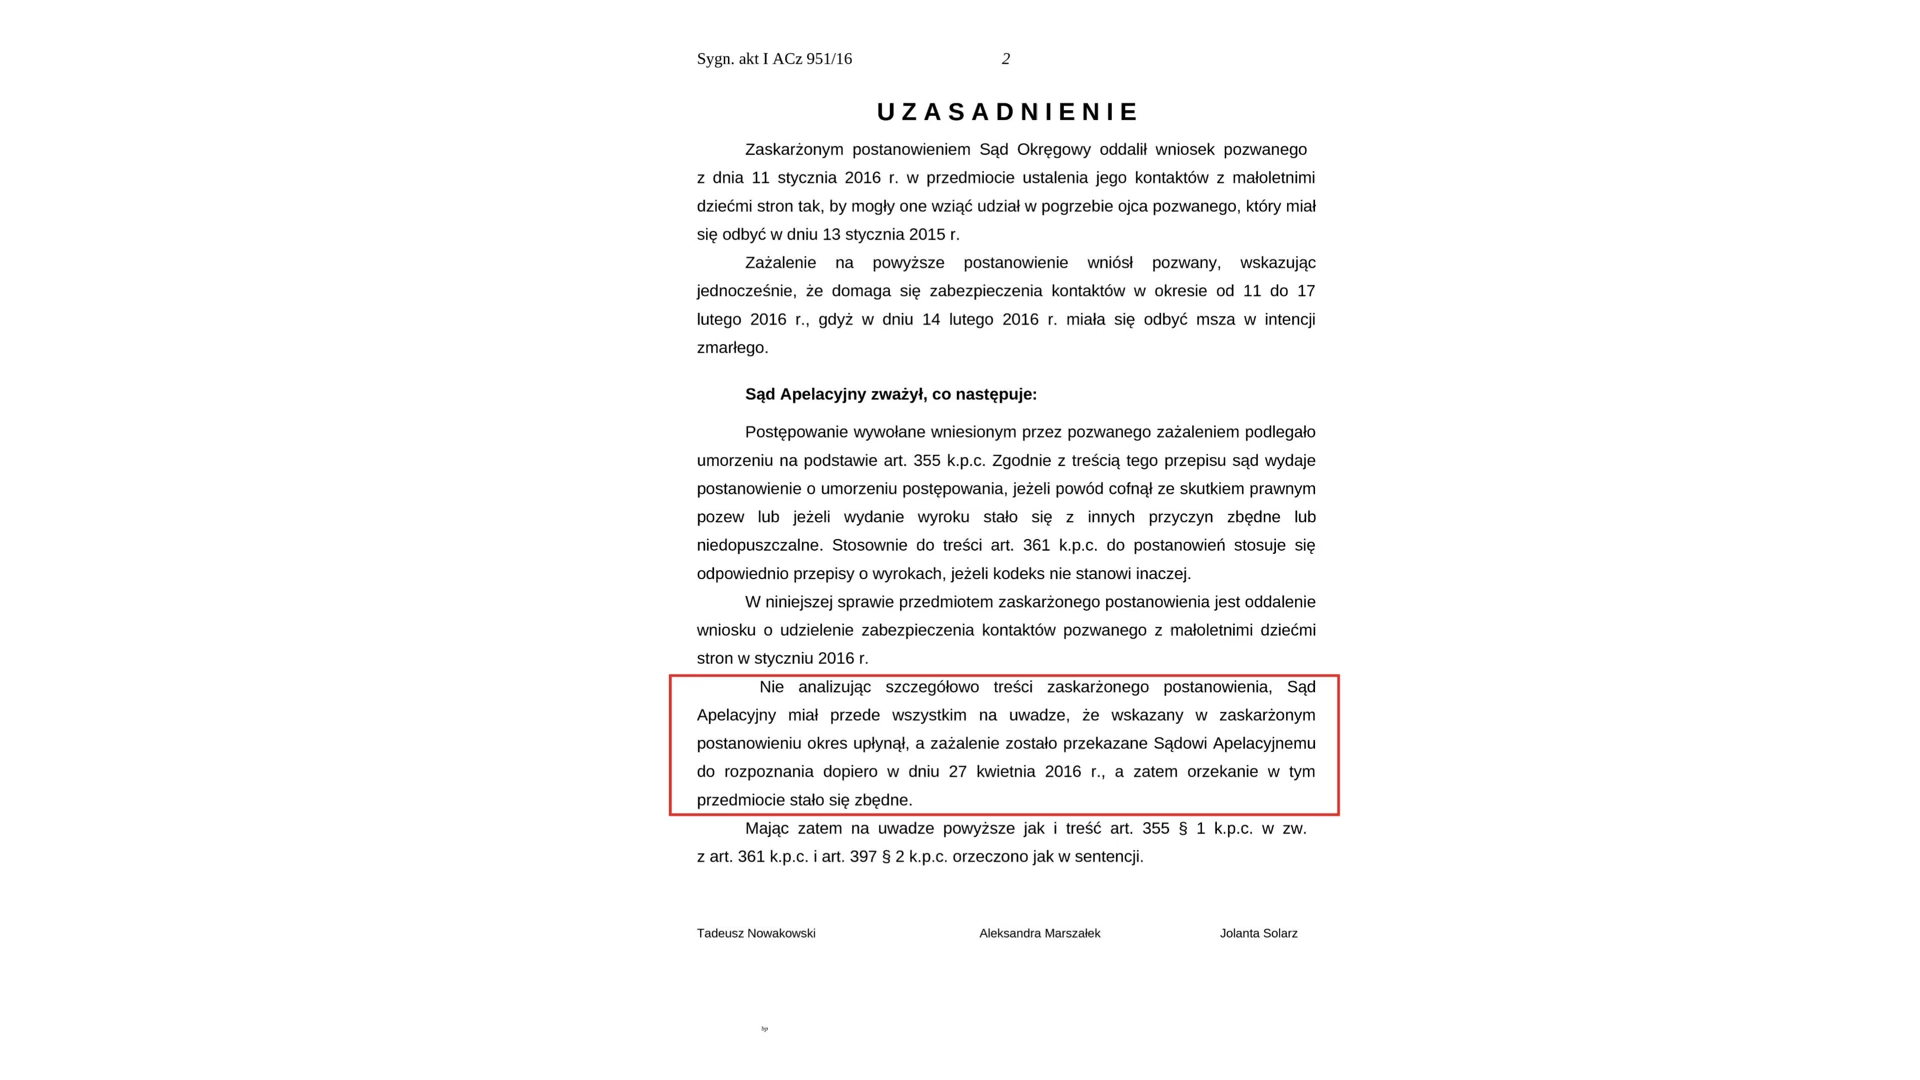 Sygn. akt I ACz 951/16 2
UZASADNIENIE
Zaskarżonym postanowieniem Sąd Okręgowy oddalił wniosek pozwanego
z dnia 11 stycznia 2016 r. w przedmiocie ustalenia jego kontaktów z małoletnimi
dziećmi stron tak, by mogły one wziąć udział w pogrzebie ojca pozwanego, który miał
się odbyć w dniu 13 stycznia 2015 r.
Zażalenie na powyższe postanowienie wniósł pozwany, wskazując
jednocześnie, że domaga się zabezpieczenia kontaktów w okresie od 11 do 17
lutego 2016 r., gdyż w dniu 14 lutego 2016 r. miała się odbyć msza w intencji
zmarłego.
Sąd Apelacyjny zważył, co następuje:
Postępowanie wywołane wniesionym przez pozwanego zażaleniem podlegało
umorzeniu na podstawie art. 355 k.p.c. Zgodnie z treścią tego przepisu sąd wydaje
postanowienie o umorzeniu postępowania, jeżeli powód cofnął ze skutkiem prawnym
pozew lub jeżeli wydanie wyroku stało się z innych przyczyn zbędne lub
niedopuszczalne. Stosownie do treści art. 361 k.p.c. do postanowień stosuje się
odpowiednio przepisy o wyrokach, jeżeli kodeks nie stanowi inaczej.
W niniejszej sprawie przedmiotem zaskarżonego postanowienia jest oddalenie
wniosku o udzielenie zabezpieczenia kontaktów pozwanego z małoletnimi dziećmi
stron w styczniu 2016 r.
Nie analizując szczegółowo treści zaskarżonego postanowienia, Sąd
Apelacyjny miał przede wszystkim na uwadze, że wskazany w zaskarżonym
postanowieniu okres upłynął, a zażalenie zostało przekazane Sądowi Apelacyjnemu
do rozpoznania dopiero w dniu 27 kwietnia 2016 r., a zatem orzekanie w tym
przedmiocie stało się zbędne.
Mając zatem na uwadze powyższe jak i treść art. 355 § 1 k.p.c. w zw.
z art. 361 k.p.c. i art. 397 § 2 k.p.c. orzeczono jak w sentencji.
Tadeusz Nowakowski Aleksandra Marszałek Jolanta Solarz